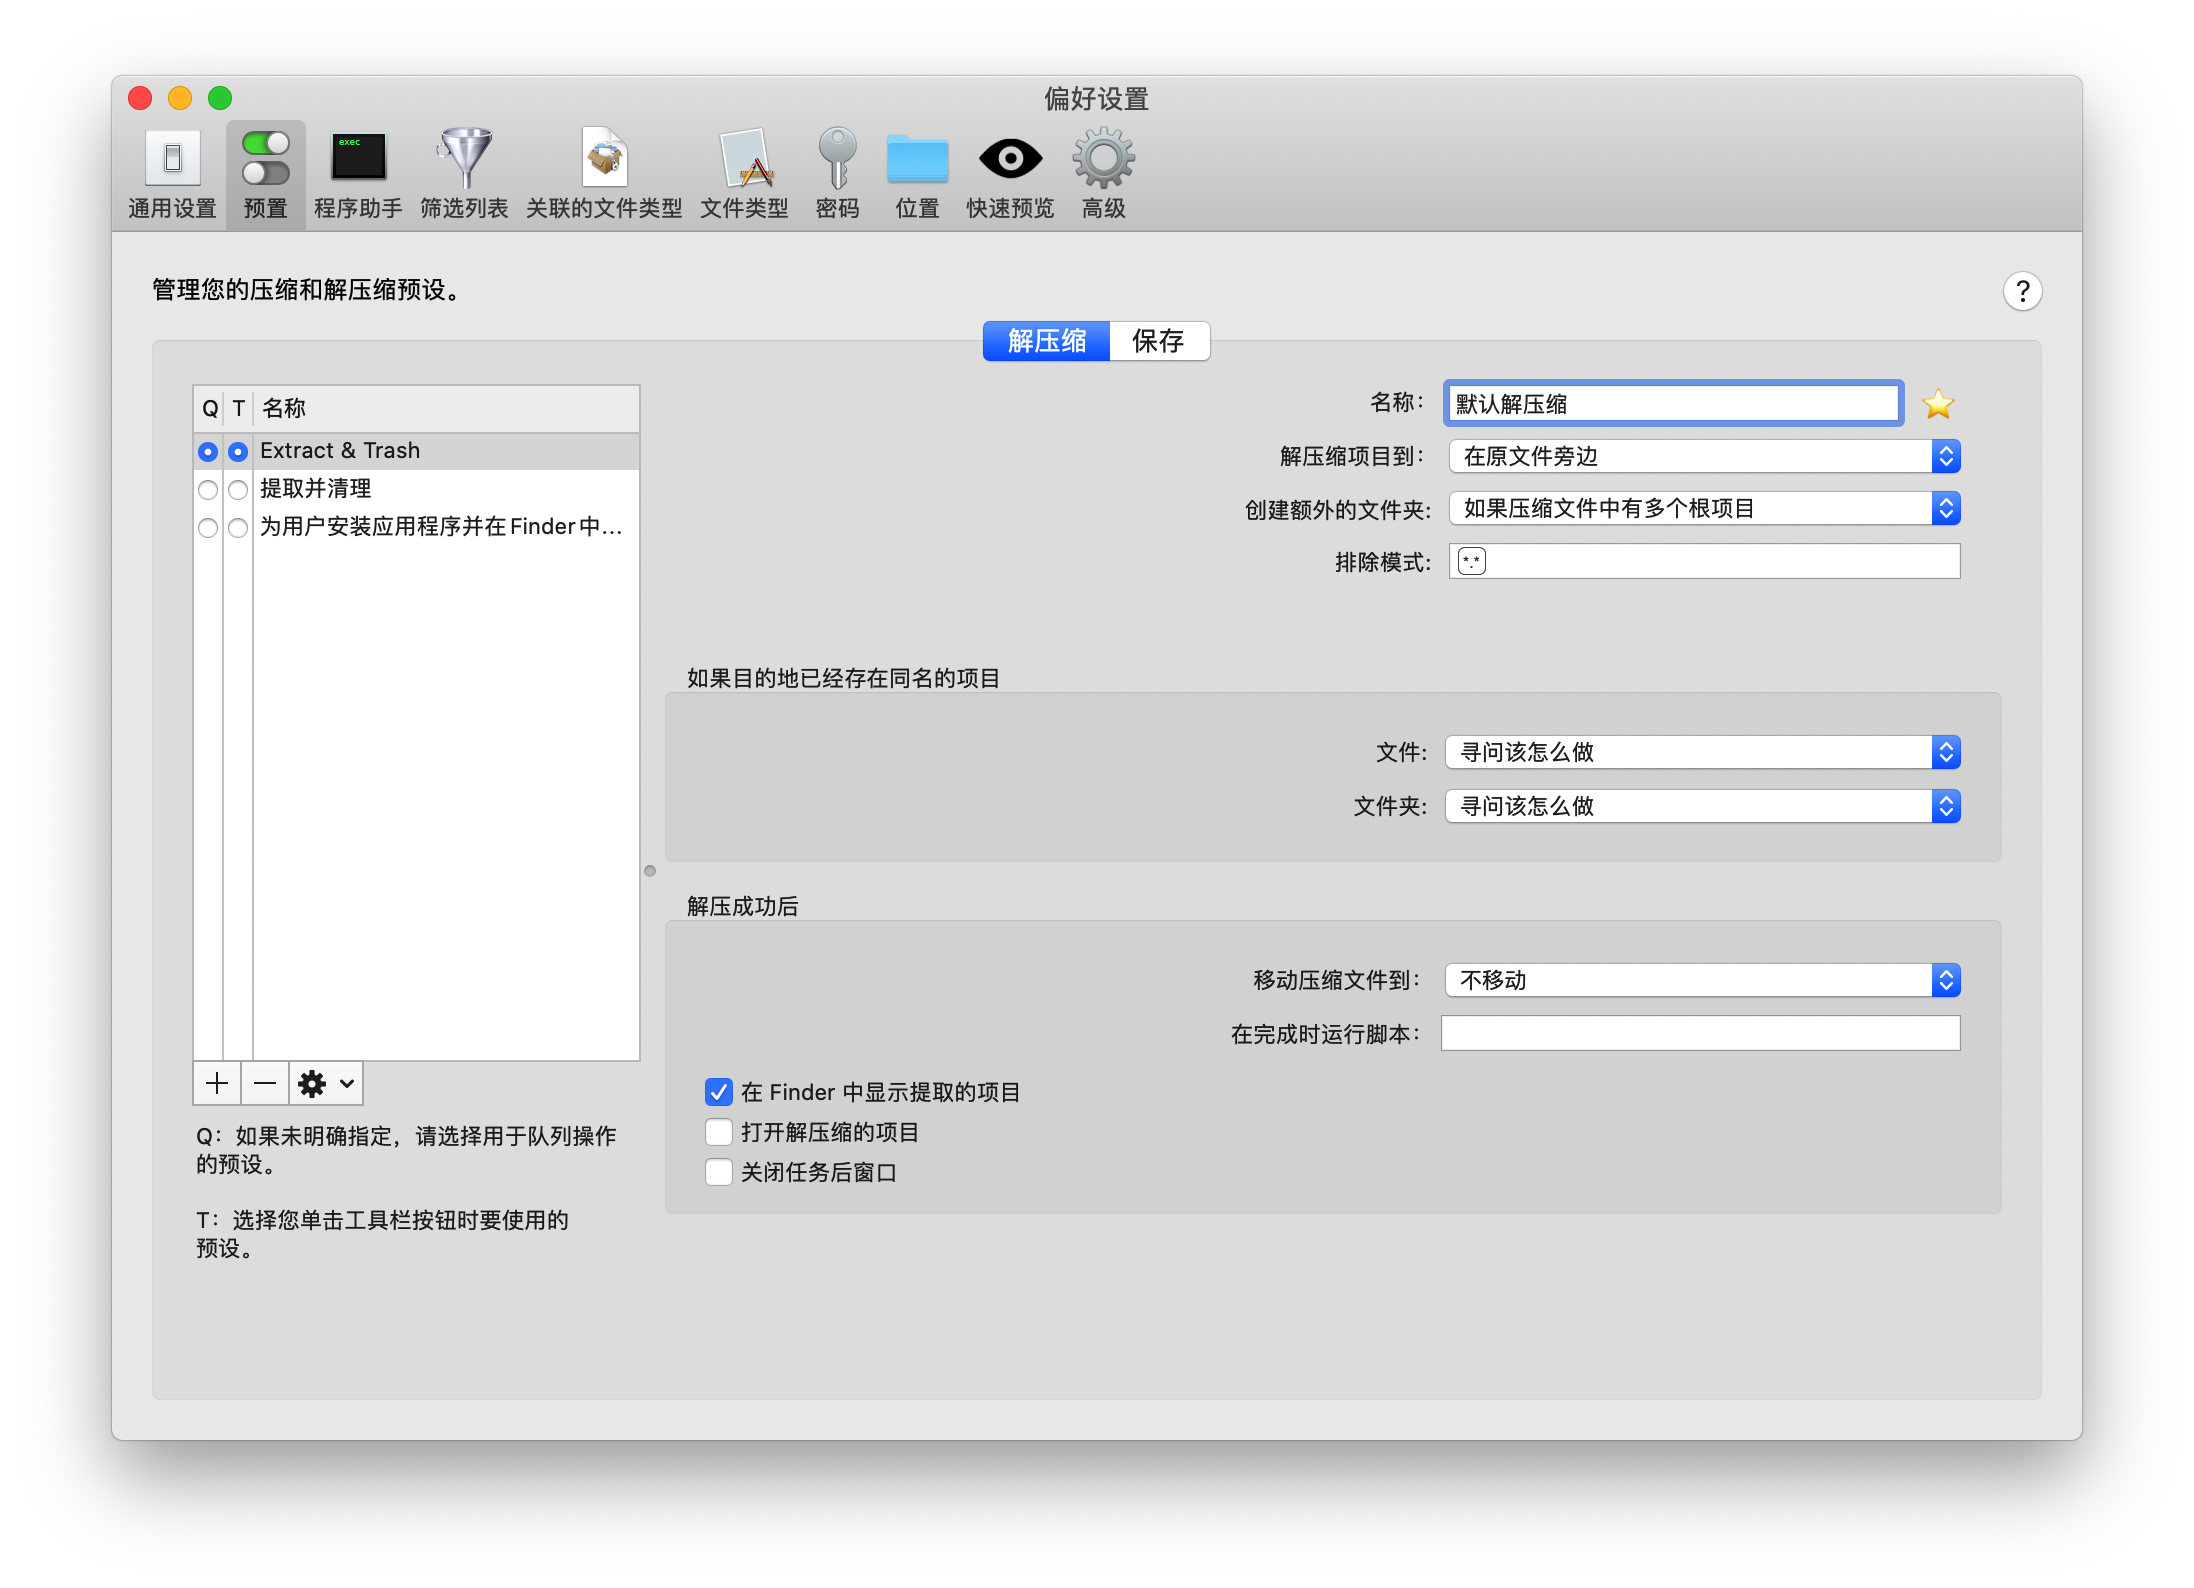 偏好设置
exec
通用设置 预置 程序助手 筛选列表 关联的文件类型 文件类型 密码 位置 快速预览 高级
管理您的压缩和解压缩预设。
?
解压缩 保存
Q T 名称
Extract & Trash
提取并清理
为用户安装应用程序并在Finder中...
Q：如果未明确指定，请选择用于队列操作
的预设。
T：选择您单击工具栏按钮时要使用的
预设。
名称： 默认解压缩
解压缩项目到： 在原文件旁边
创建额外的文件夹: 如果压缩文件中有多个根项目
排除模式: *.*
如果目的地已经存在同名的项目
文件: 寻问该怎么做
文件夹: 寻问该怎么做
解压成功后
移动压缩文件到： 不移动
在完成时运行脚本：
在 Finder 中显示提取的项目
打开解压缩的项目
关闭任务后窗口